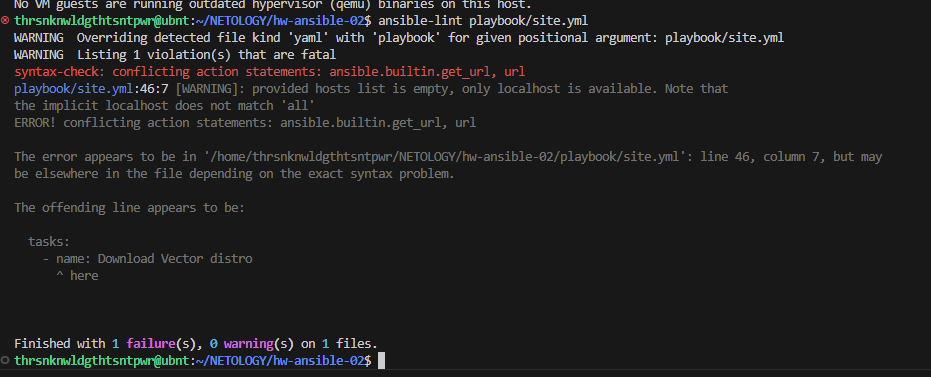 No VM guests are running outdated hypervisor (qemu) binaries on this host.
thrsnknwldgthtsntpwr@ubnt:~/NETOLOGY/hw-ansible-02$ ansible-lint playbook/site.yml
WARNING  Overriding detected file kind 'yaml' with 'playbook' for given positional argument: playbook/site.yml
WARNING  Listing 1 violation(s) that are fatal
syntax-check: conflicting action statements: ansible.builtin.get_url, url
playbook/site.yml:46:7 [WARNING]: provided hosts list is empty, only localhost is available. Note that
the implicit localhost does not match 'all'
ERROR! conflicting action statements: ansible.builtin.get_url, url
The error appears to be in '/home/thrsnknwldgthtsntpwr/NETOLOGY/hw-ansible-02/playbook/site.yml': line 46, column 7, but may
be elsewhere in the file depending on the exact syntax problem.
The offending line appears to be:
  tasks:
    - name: Download Vector distro
      ^ here
Finished with 1 failure(s), 0 warning(s) on 1 files.
thrsnknwldgthtsntpwr@ubnt:~/NETOLOGY/hw-ansible-02$